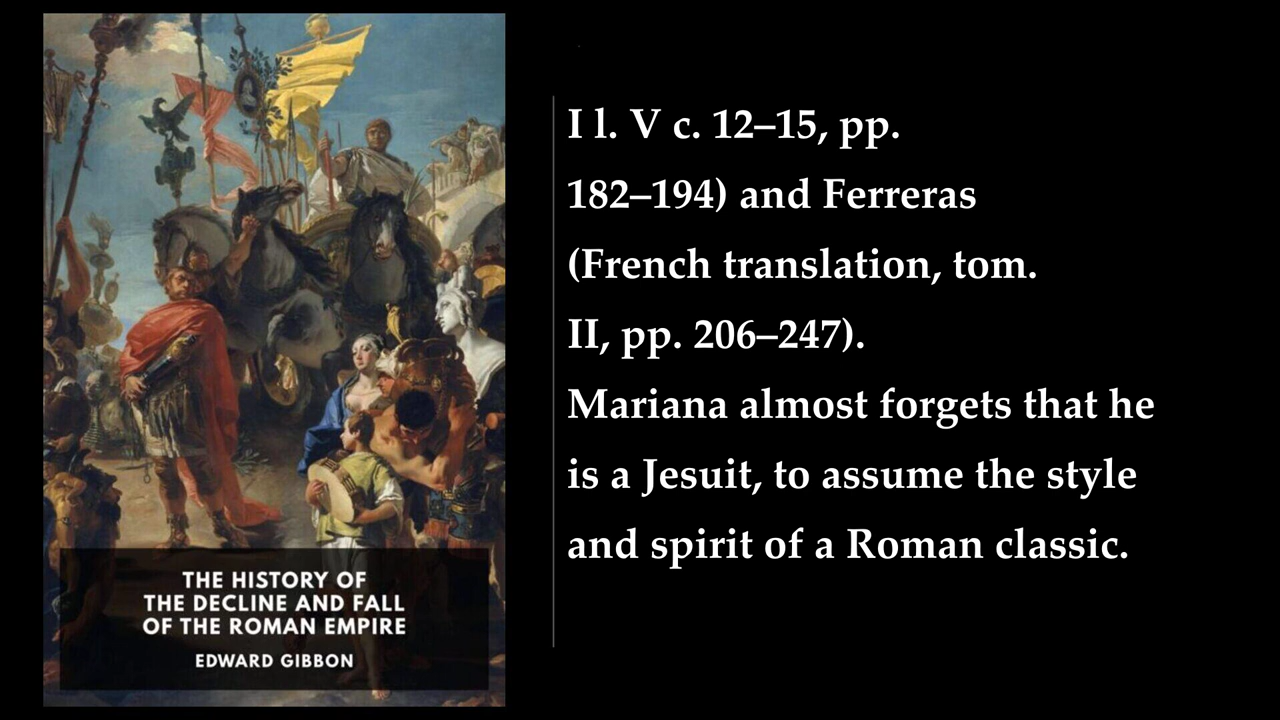 THE HISTORY OF
THE DECLINE AND FALL
OF THE ROMAN EMPIRE
EDWARD GIBBON
I l. V c. 12–15, pp.
182–194) and Ferreras
(French translation, tom.
II, pp. 206–247).
Mariana almost forgets that he
is a Jesuit, to assume the style
and spirit of a Roman classic.